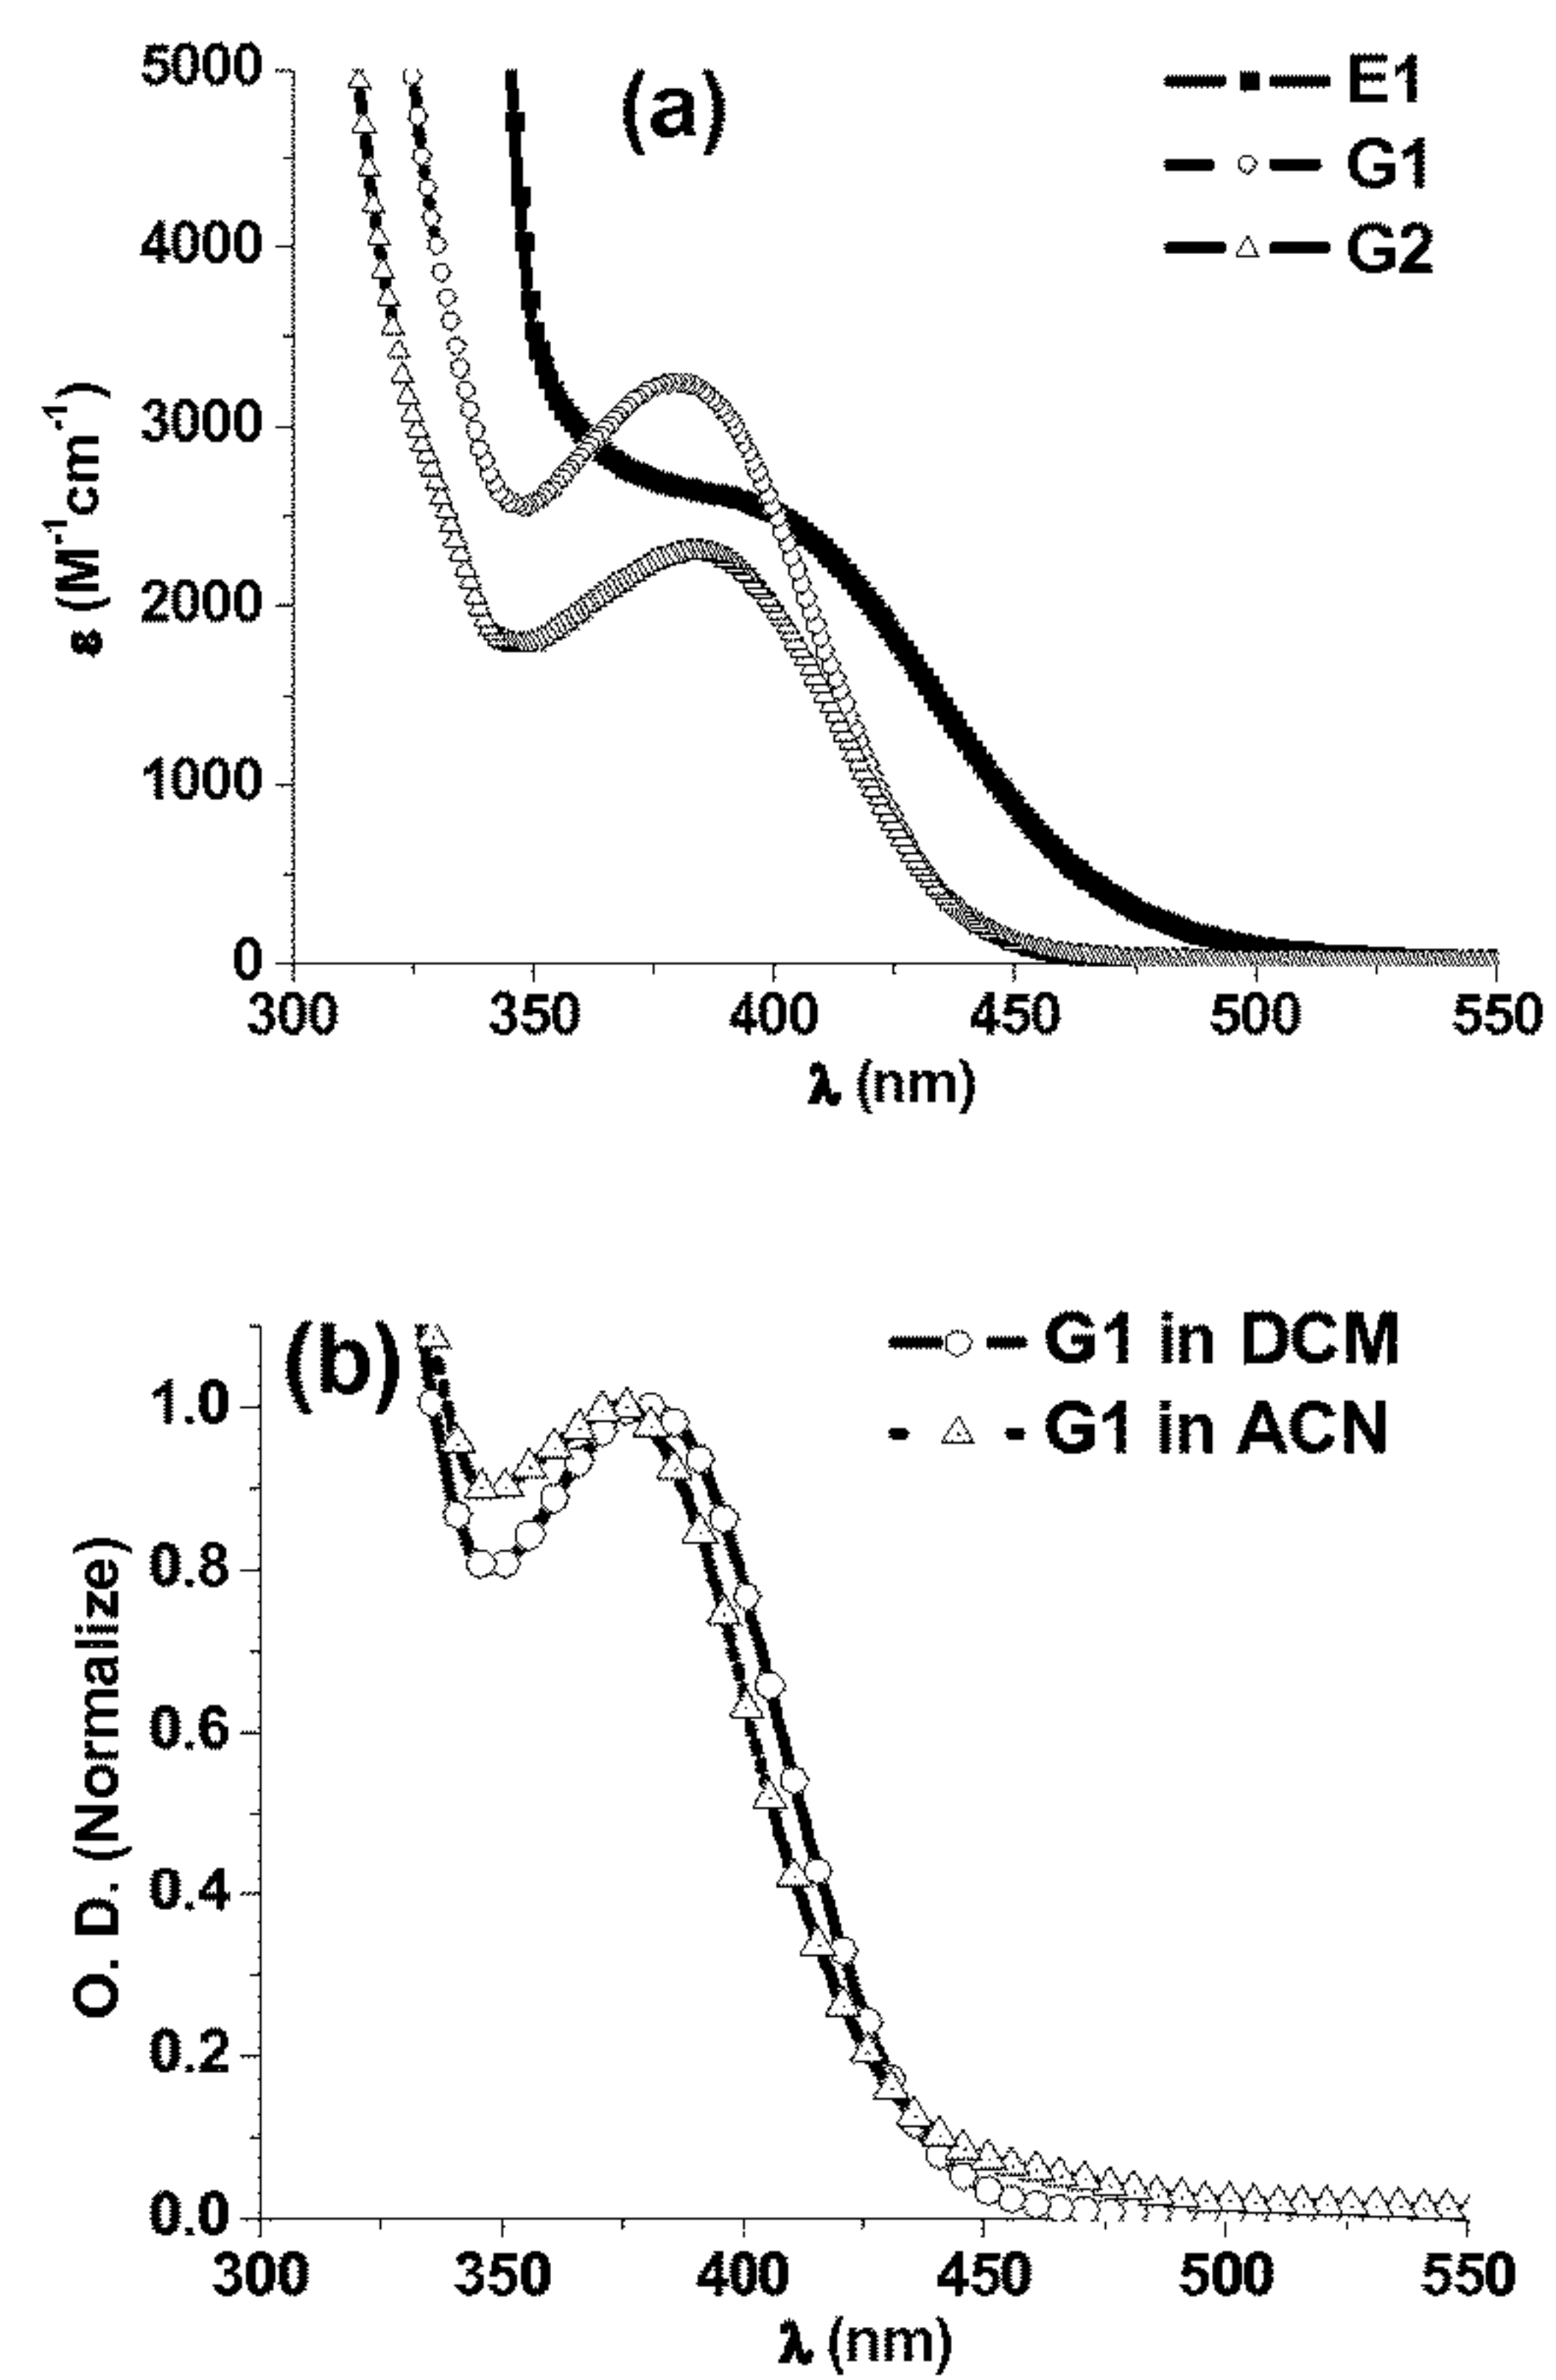 (a)
E1
G1
G2
5000
4000
3000
2000
1000
0
ε (M-1cm-1)
300 350 400 450 500 550
λ (nm)
(b)
G1 in DCM
G1 in ACN
1.0
0.8
0.6
0.4
0.2
0.0
O. D. (Normalize)
300 350 400 450 500 550
λ (nm)